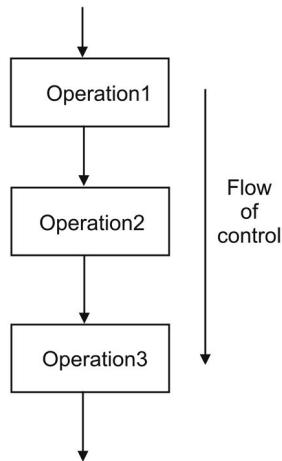 Operation1
Operation2
Flow
of
control
Operation3